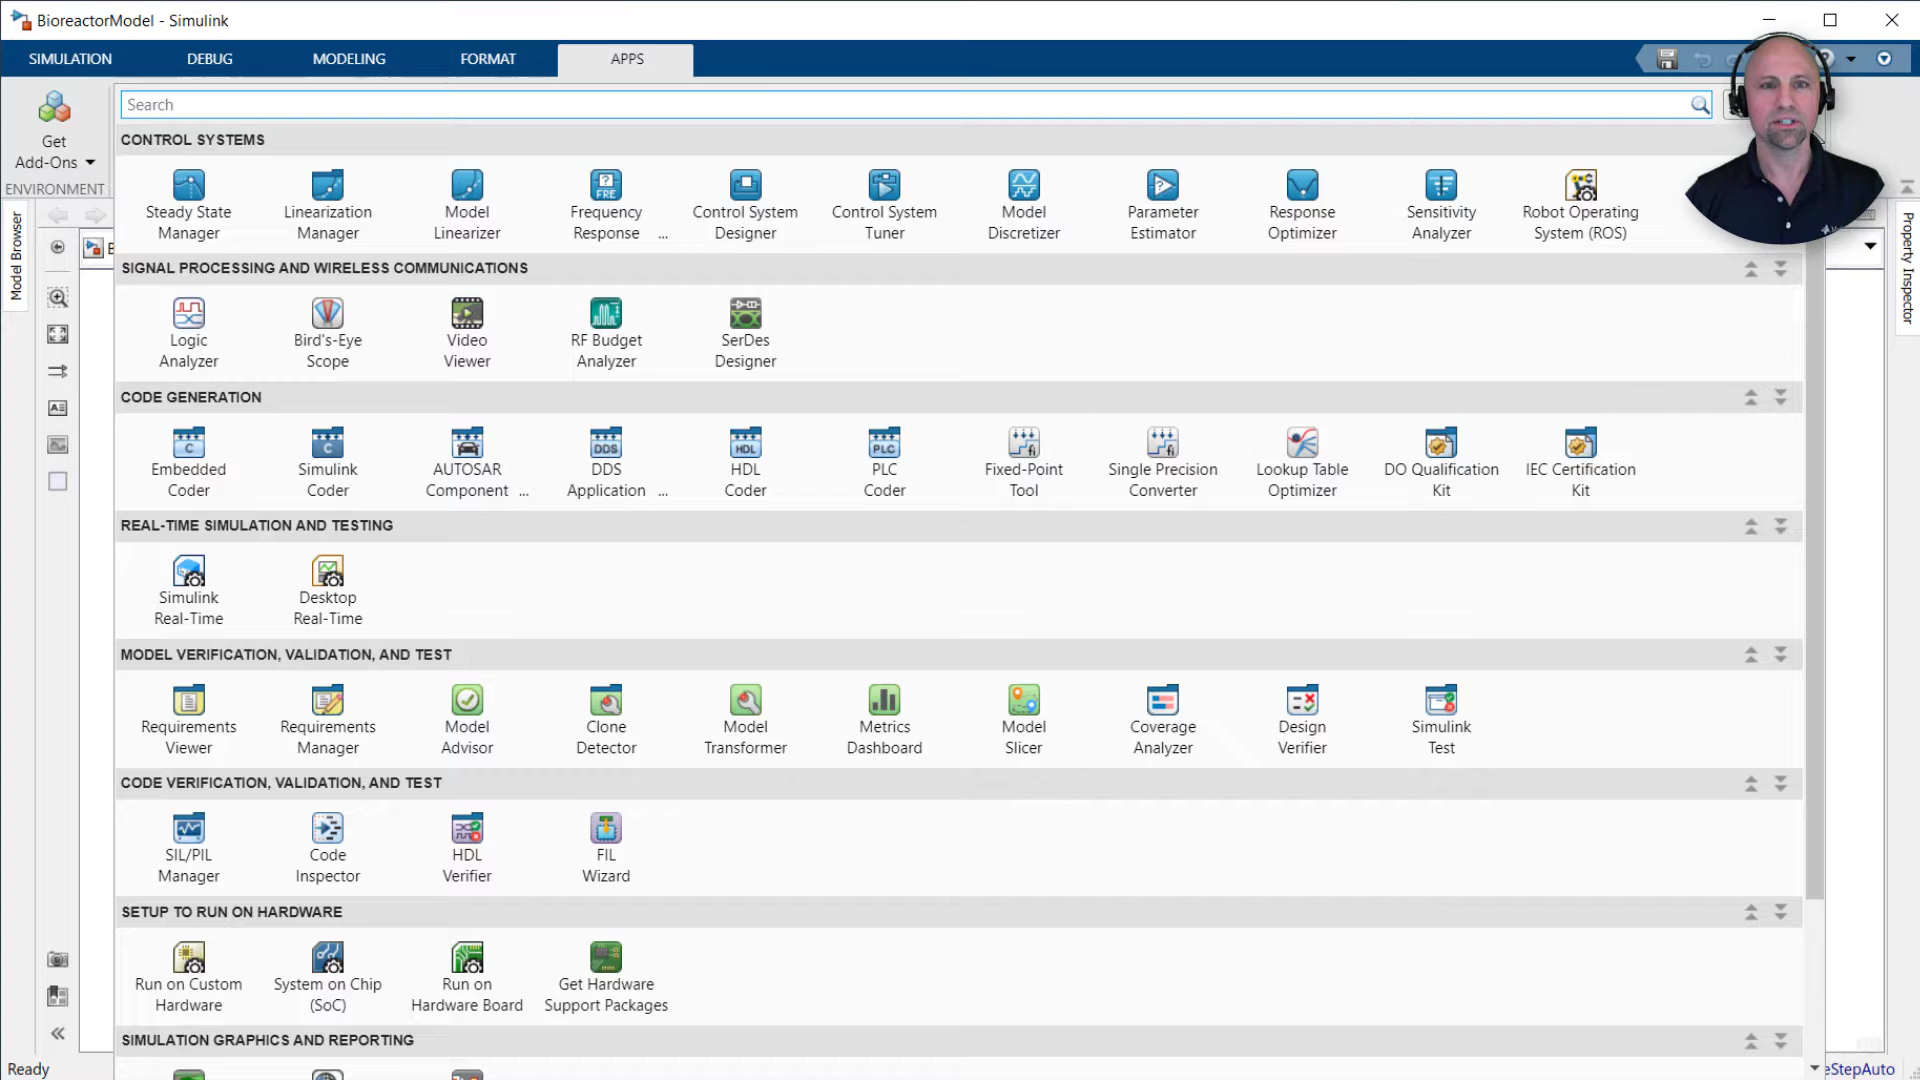 BioreactorModel - Simulink
SIMULATION
DEBUG
MODELING
FORMAT
APPS
Search
Get
Add-Ons
ENVIRONMENT
Model Browser
Property Inspector
CONTROL SYSTEMS
Steady State
Manager
Linearization
Manager
Model
Linearizer
Frequency
Response ...
Control System
Designer
Control System
Tuner
Model
Discretizer
Parameter
Estimator
Response
Optimizer
Sensitivity
Analyzer
Robot Operating
System (ROS)
SIGNAL PROCESSING AND WIRELESS COMMUNICATIONS
Logic
Analyzer
Bird's-Eye
Scope
Video
Viewer
RF Budget
Analyzer
SerDes
Designer
CODE GENERATION
Embedded
Coder
Simulink
Coder
AUTOSAR
Component ...
DDS
Application ...
HDL
Coder
PLC
Coder
Fixed-Point
Tool
Single Precision
Converter
Lookup Table
Optimizer
DO Qualification
Kit
IEC Certification
Kit
REAL-TIME SIMULATION AND TESTING
Simulink
Real-Time
Desktop
Real-Time
MODEL VERIFICATION, VALIDATION, AND TEST
Requirements
Viewer
Requirements
Manager
Model
Advisor
Clone
Detector
Model
Transformer
Metrics
Dashboard
Model
Slicer
Coverage
Analyzer
Design
Verifier
Simulink
Test
CODE VERIFICATION, VALIDATION, AND TEST
SIL/PIL
Manager
Code
Inspector
HDL
Verifier
FIL
Wizard
SETUP TO RUN ON HARDWARE
Run on Custom
Hardware
System on Chip
(SoC)
Run on
Hardware Board
Get Hardware
Support Packages
SIMULATION GRAPHICS AND REPORTING
Ready
eStepAuto